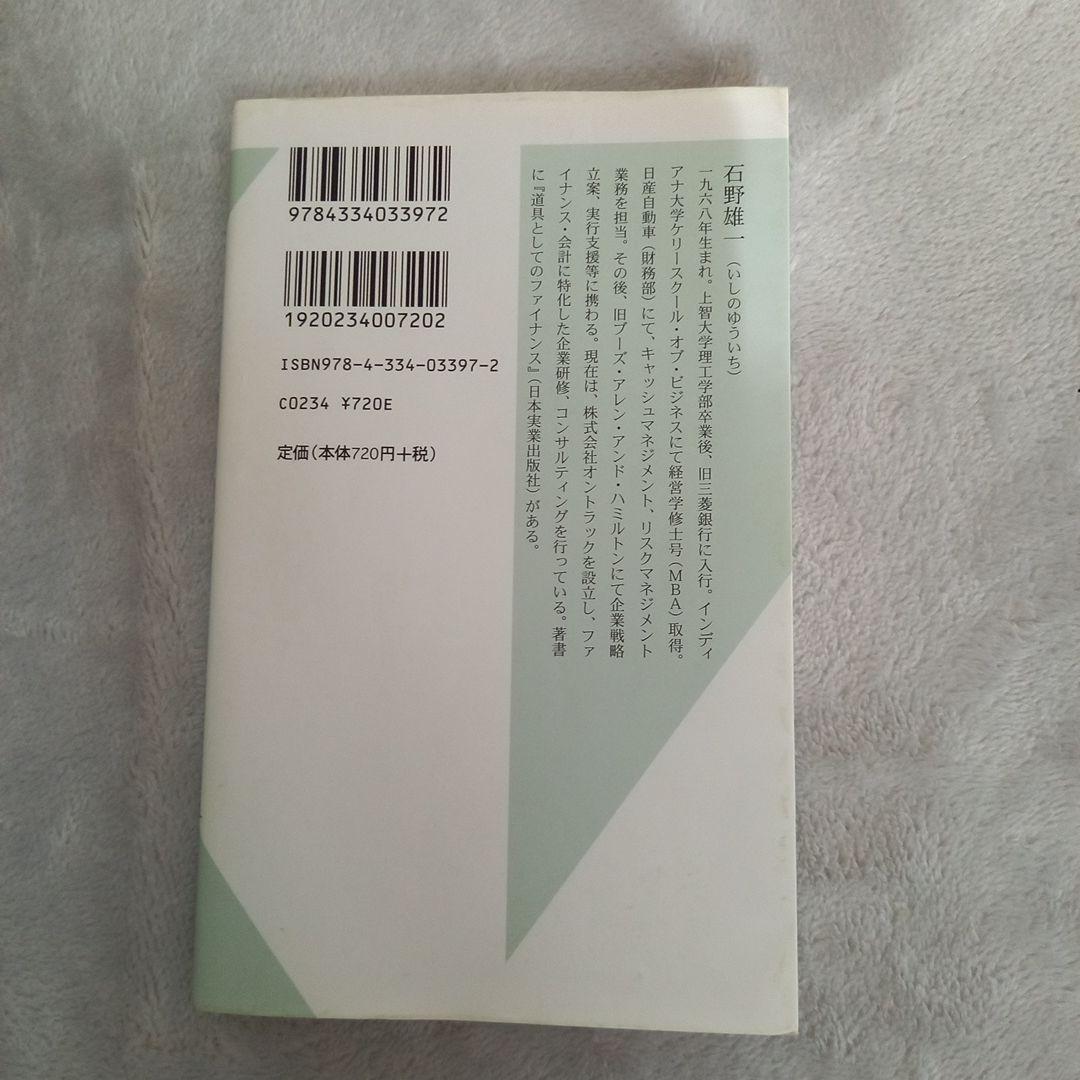 9784334033972
1920234007202
ISBN978-4-334-03397-2
C0234 ¥720E
定価(本体720円+税)
石野雄一(いしのゆういち)
一九六八年生まれ。上智大学理工学部卒業後、旧三菱銀行に入行。インディ
アナ大学ケリースクール・オブ・ビジネスにて経営学修士号(MBA)取得。
日産自動車(財務部)にて、キャッシュマネジメント、リスクマネジメント
業務を担当。その後、旧ブーズ・アレン・アンド・ハミルトンにて企業戦略
立案、実行支援等に携わる。現在は、株式会社オントラックを設立し、ファ
イナンス・会計に特化した企業研修、コンサルティングを行っている。著書
に『道具としてのファイナンス』(日本実業出版社)がある。